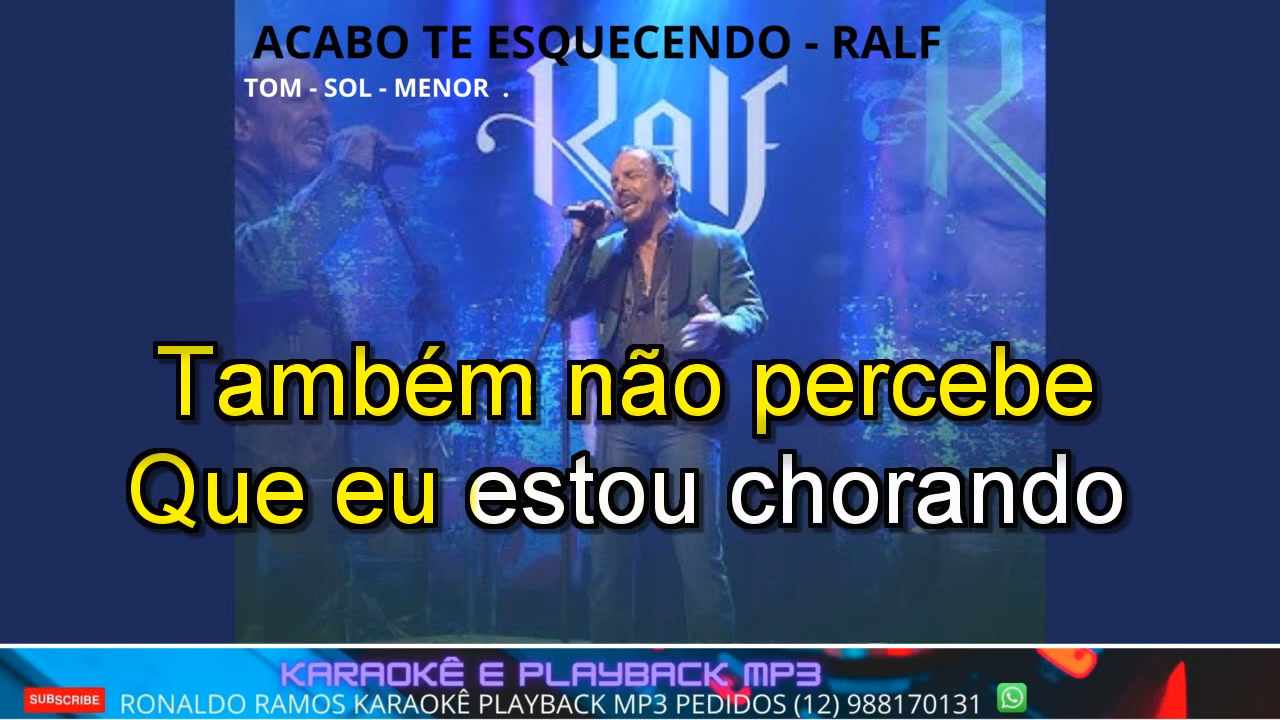 ACABO TE ESQUECENDO - RALF
TOM - SOL - MENOR .
Ralf
R
Também não percebe
Que eu estou chorando
KARAOKÊ E PLAYBACK MP3
SUBSCRIBE
RONALDO RAMOS KARAOKÊ PLAYBACK MP3 PEDIDOS (12) 988170131